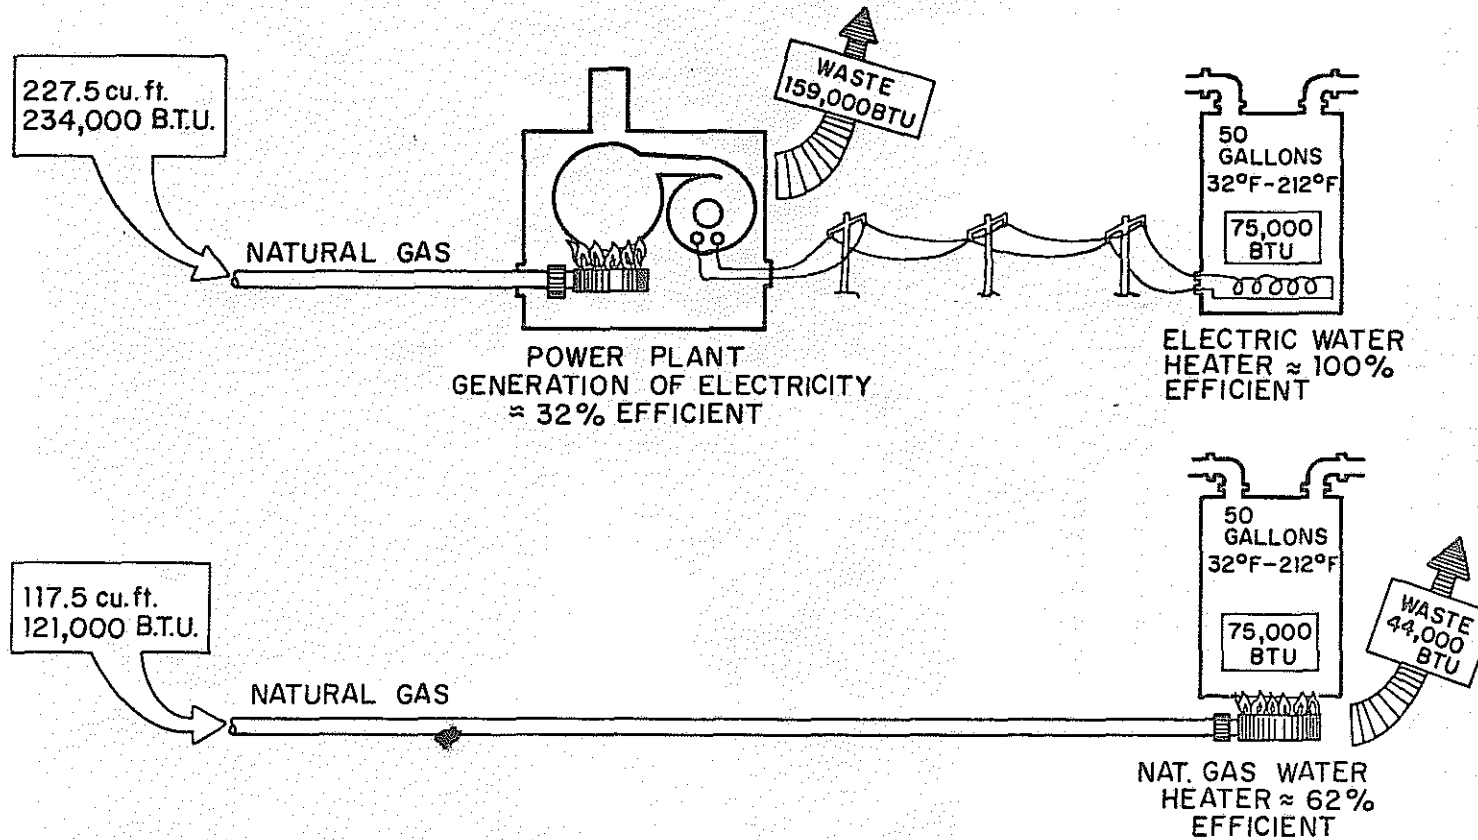 227.5 cu. ft.
234,000 B.T.U.
NATURAL GAS
WASTE
159,000 BTU
50
GALLONS
32°F-212°F
75,000
BTU
POWER PLANT
GENERATION OF ELECTRICITY
≈ 32% EFFICIENT
ELECTRIC WATER
HEATER ≈ 100%
EFFICIENT
117.5 cu. ft.
121,000 B.T.U.
NATURAL GAS
50
GALLONS
32°F-212°F
75,000
BTU
WASTE
44,000
BTU
NAT. GAS WATER
HEATER ≈ 62%
EFFICIENT